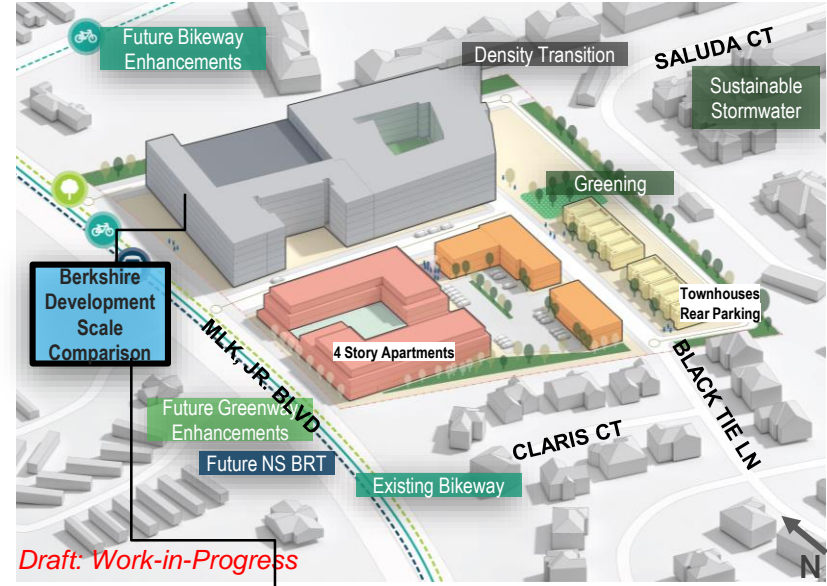 Future Bikeway
Enhancements
Density Transition
SALUDA CT
Sustainable
Stormwater
Greening
Berkshire
Development
Scale
Comparison
Townhouses
Rear Parking
4 Story Apartments
MLK, JR. BLVD
BLACK TIE LN
Future Greenway
Enhancements
CLARIS CT
Future NS BRT
Existing Bikeway
Draft: Work-in-Progress
N